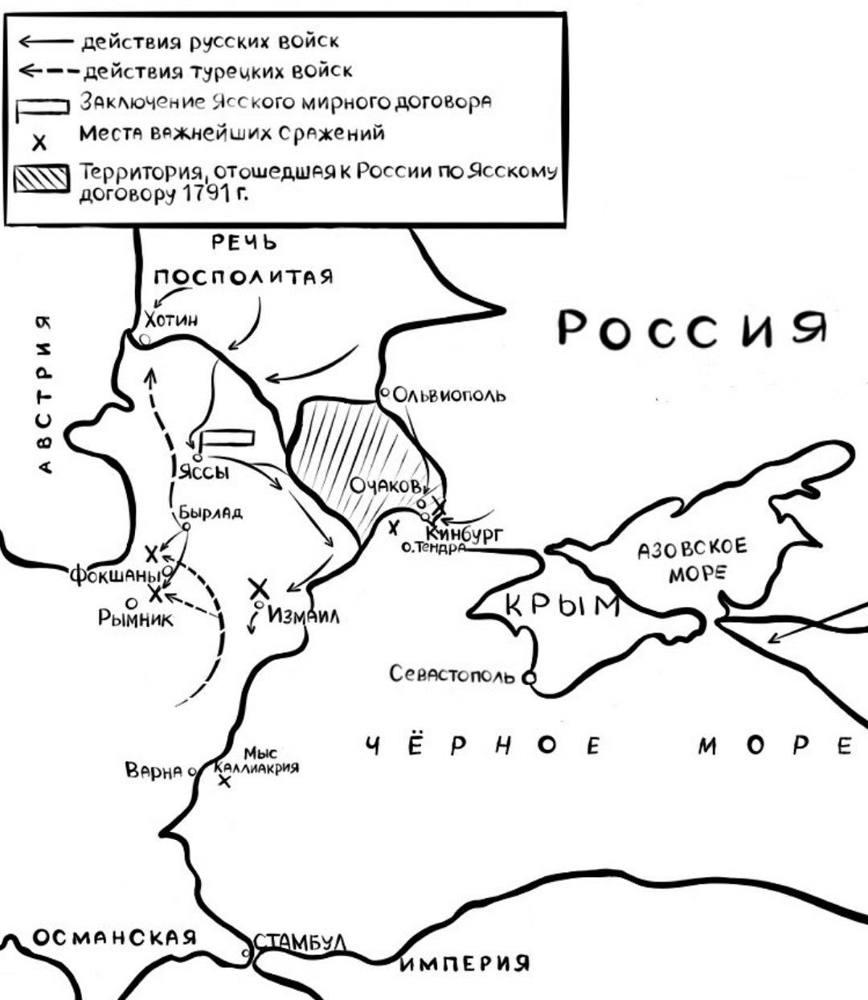 действия русских войск
действия турецких войск
Заключение Ясского мирного договора
Места важнейших сражений
Территория, отошедшая к России по Ясскому
договору 1791 г.
РЕЧЬ
ПОСПОЛИТАЯ
РОССИЯ
АВСТРИЯ
Хотин
Ольвиополь
Яссы
Очаков
Бырлад
Кинбург
о.Тендра
АЗОВСКОЕ
МОРЕ
Фокшаны
Рымник
Измаил
КРЫМ
Севастополь
ЧЁРНОЕ МОРЕ
Варна
Мыс
Каллиакрия
ОСМАНСКАЯ
СТАМБУЛ
ИМПЕРИЯ